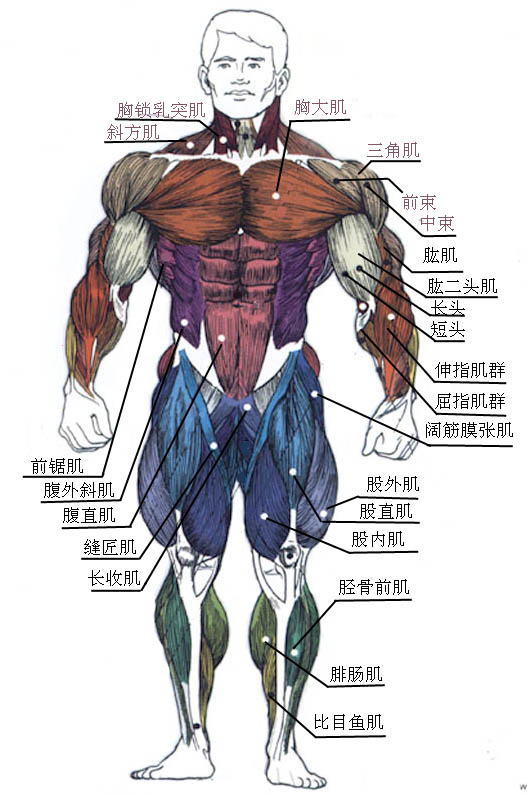 胸锁乳突肌
胸大肌
斜方肌
三角肌
前束
中束
肱肌
肱二头肌
长头
短头
伸指肌群
屈指肌群
阔筋膜张肌
前锯肌
腹外斜肌
腹直肌
缝匠肌
长收肌
股外肌
股直肌
股内肌
胫骨前肌
腓肠肌
比目鱼肌
w